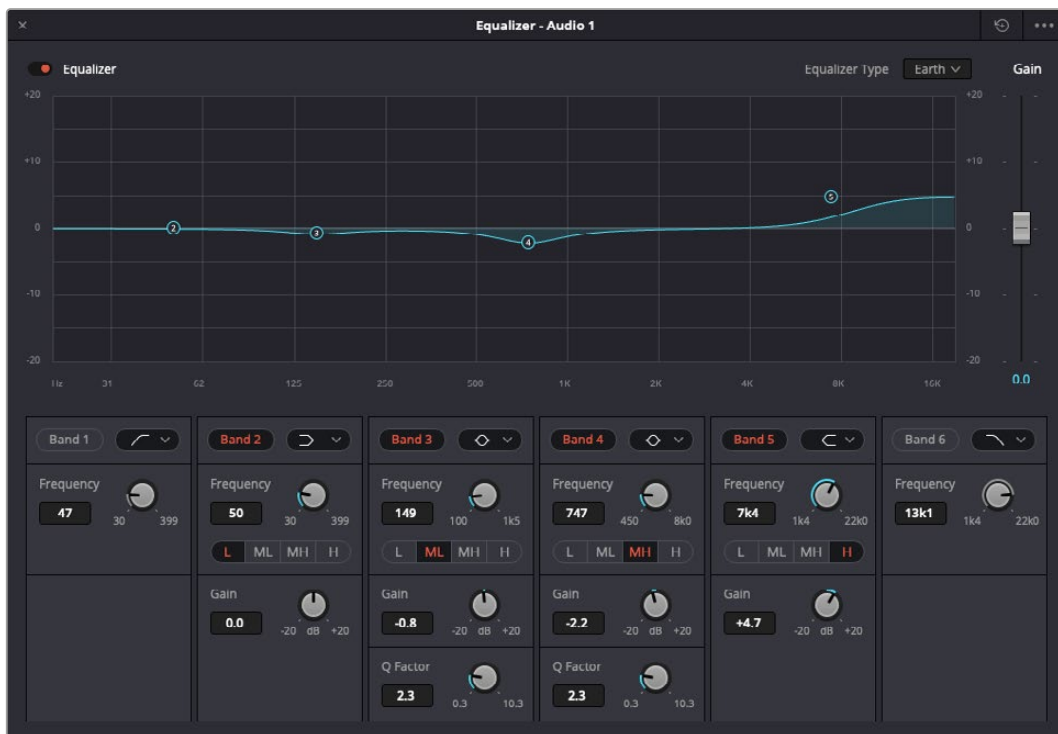 Equalizer - Audio 1
Equalizer
Equalizer Type Earth Gain
+20 +20
+10 +10
0 0
-10 -10
-20 -20
2
3
4
5
Hz 31 62 125 250 500 1K 2K 4K 8K 16K 0.0
Band 1 Band 2 Band 3 Band 4 Band 5 Band 6
Frequency Frequency Frequency Frequency Frequency Frequency
47 50 149 747 7k4 13k1
30 399 30 399 100 1k5 450 8k0 1k4 22k0 1k4 22k0
L ML MH H L ML MH H L ML MH H L ML MH H
Gain Gain Gain Gain
0.0 -0.8 -2.2 +4.7
-20 dB +20 -20 dB +20 -20 dB +20 -20 dB +20
Q Factor Q Factor
2.3 2.3
0.3 10.3 0.3 10.3